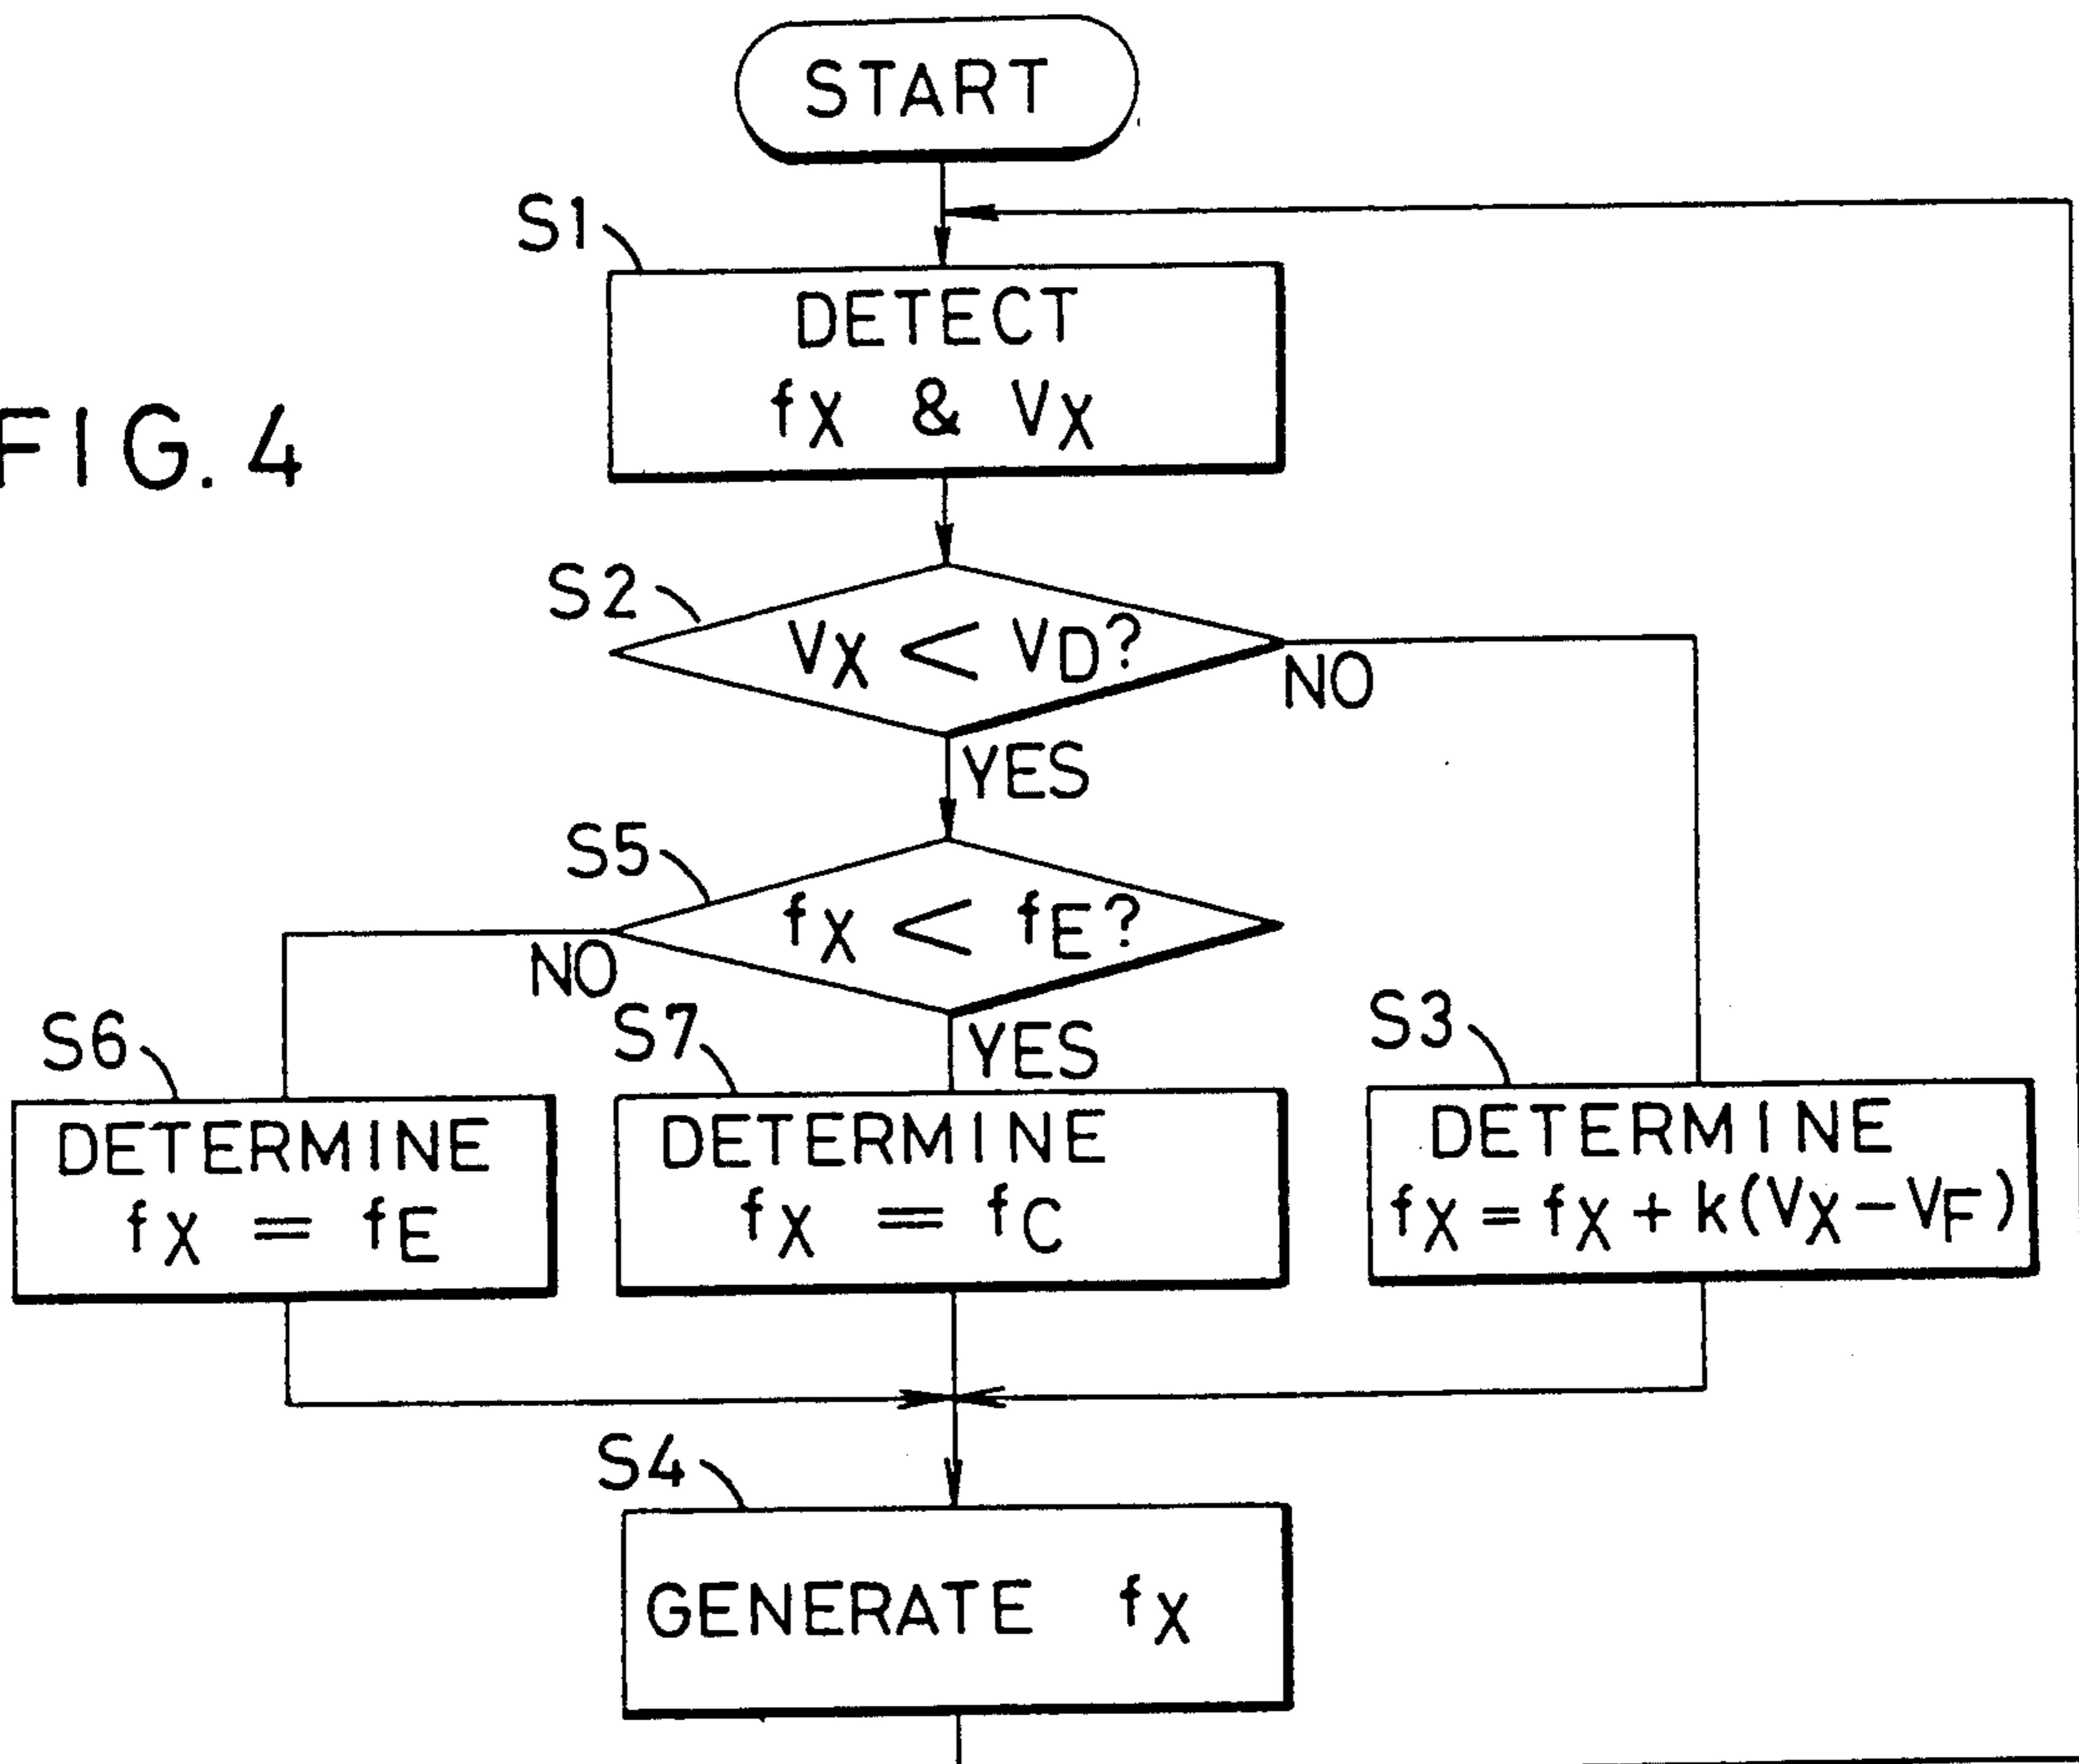 START
S1
DETECT
fX & VX
FIG. 4
S2
VX < VD?
NO
YES
S5
fX < fE?
NO
YES
S6
DETERMINE
fX = fE
S7
DETERMINE
fX = fC
S3
DETERMINE
fX = fX + k(VX - VF)
S4
GENERATE fX